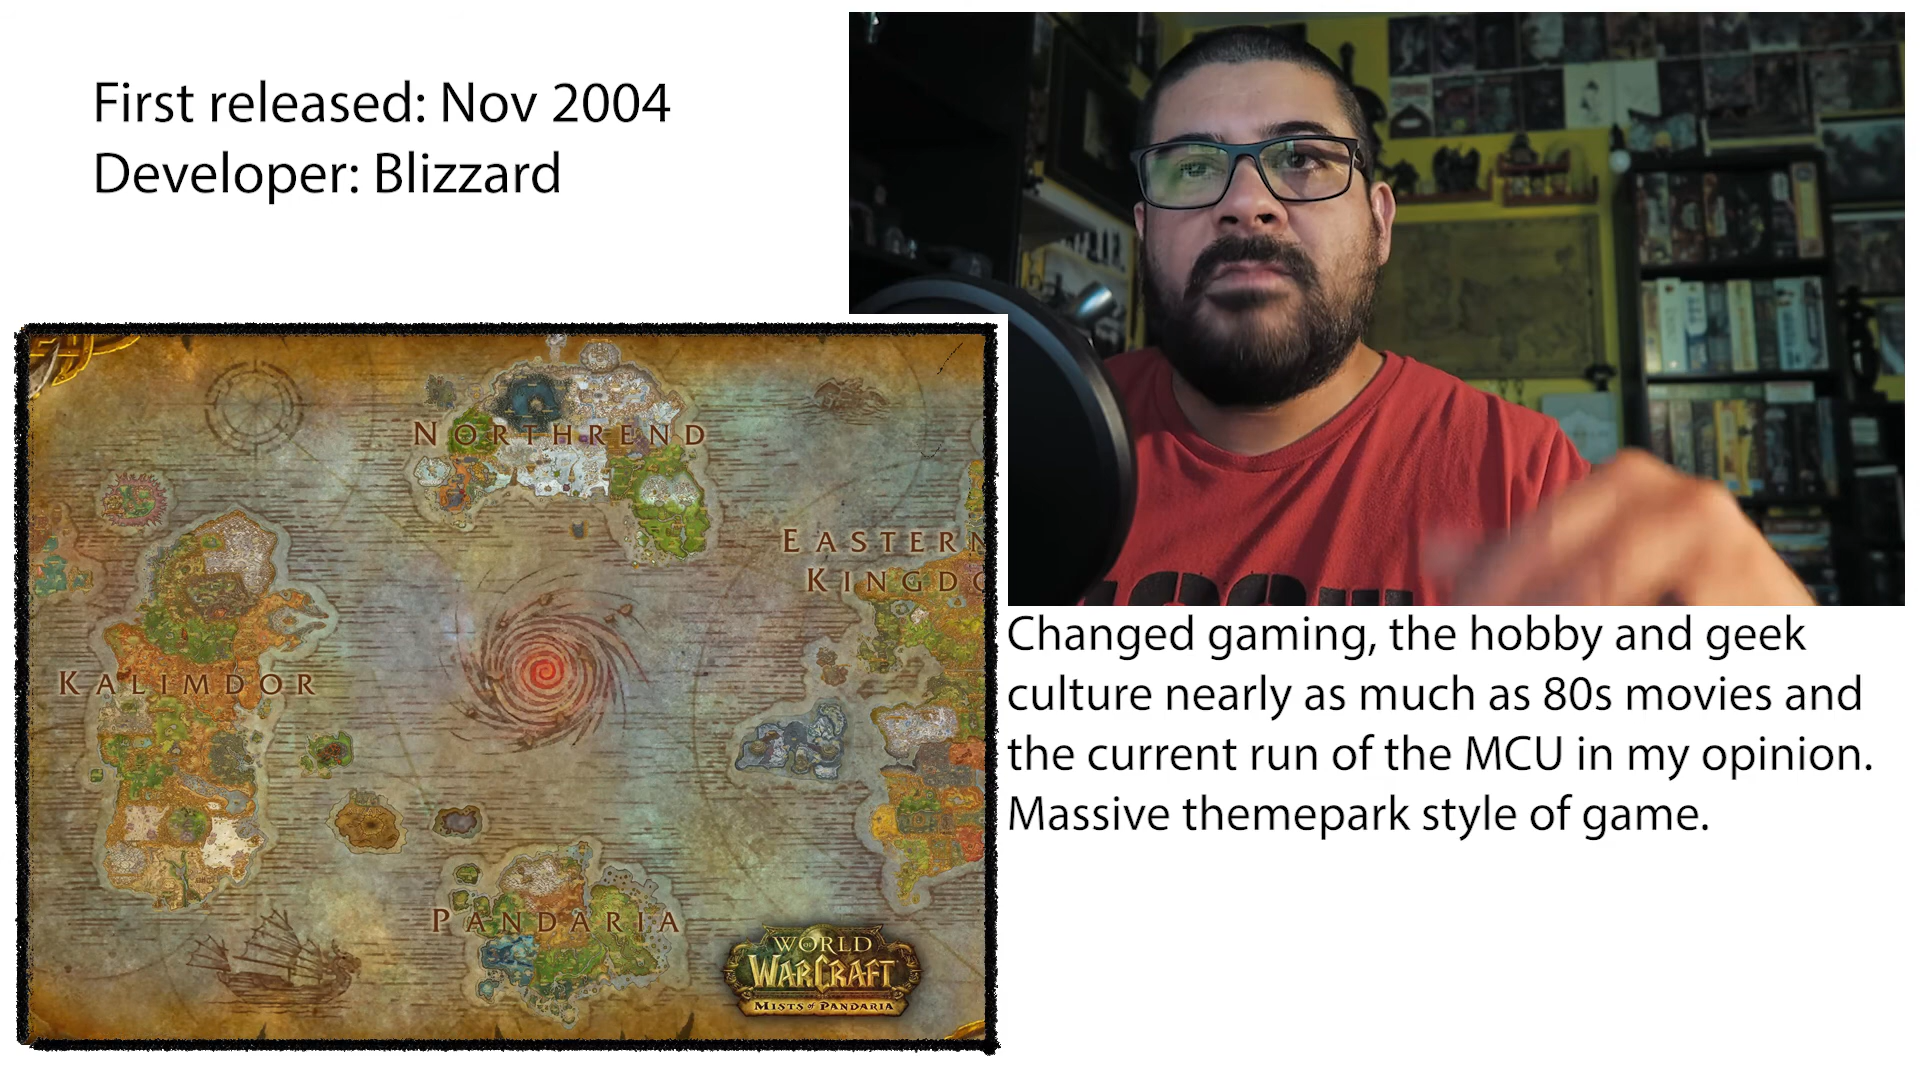 First released: Nov 2004
Developer: Blizzard
NORTHREND
EASTERN
KALIMDOR
PANDARIA
WORLD OF
WARCRAFT
MISTS of PANDARIA
Changed gaming, the hobby and geek
culture nearly as much as 80s movies and
the current run of the MCU in my opinion.
Massive themepark style of game.